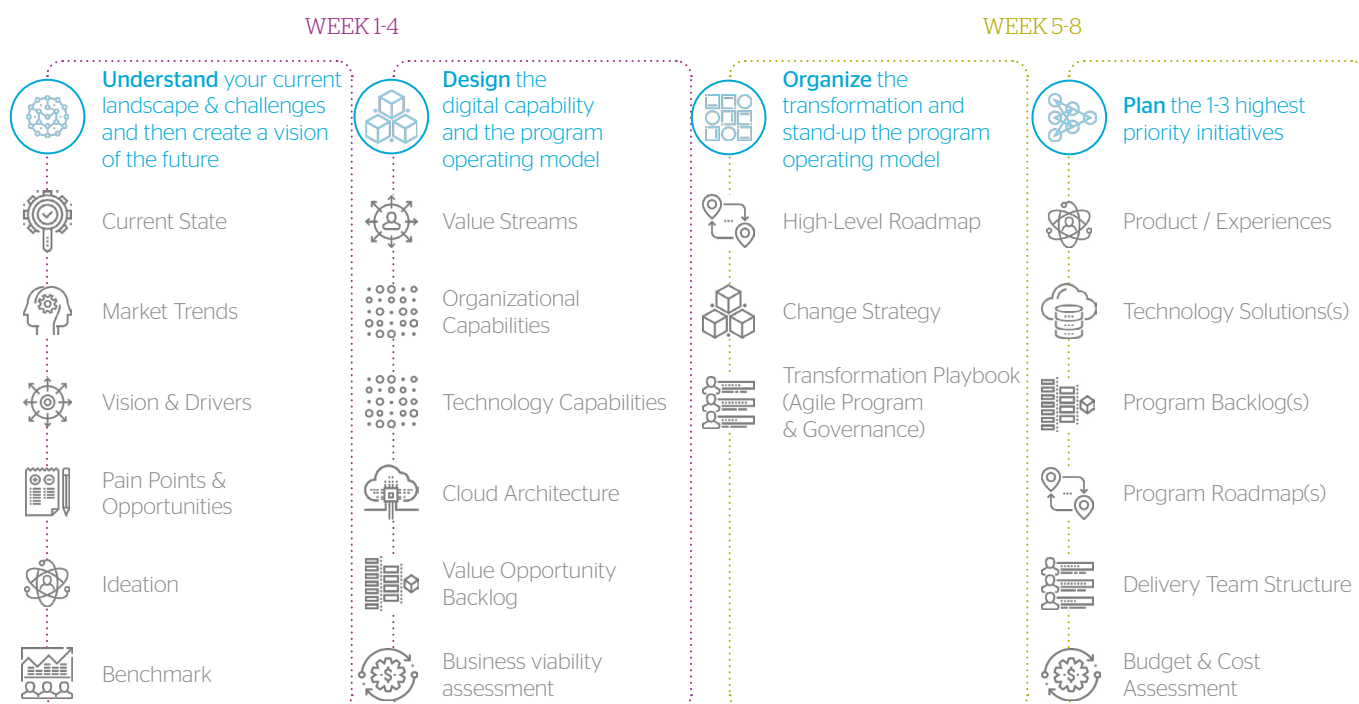 WEEK 1-4
Understand your current
landscape & challenges
and then create a vision
of the future
Current State
Market Trends
Vision & Drivers
Pain Points &
Opportunities
Ideation
Benchmark
Design the
digital capability
and the program
operating model
Value Streams
Organizational
Capabilities
Technology Capabilities
Cloud Architecture
Value Opportunity
Backlog
Business viability
assessment
WEEK 5-8
Organize the
transformation and
stand-up the program
operating model
High-Level Roadmap
Change Strategy
Transformation Playbook
(Agile Program
& Governance)
Plan the 1-3 highest
priority initiatives
Product / Experiences
Technology Solutions(s)
Program Backlog(s)
Program Roadmap(s)
Delivery Team Structure
Budget & Cost
Assessment